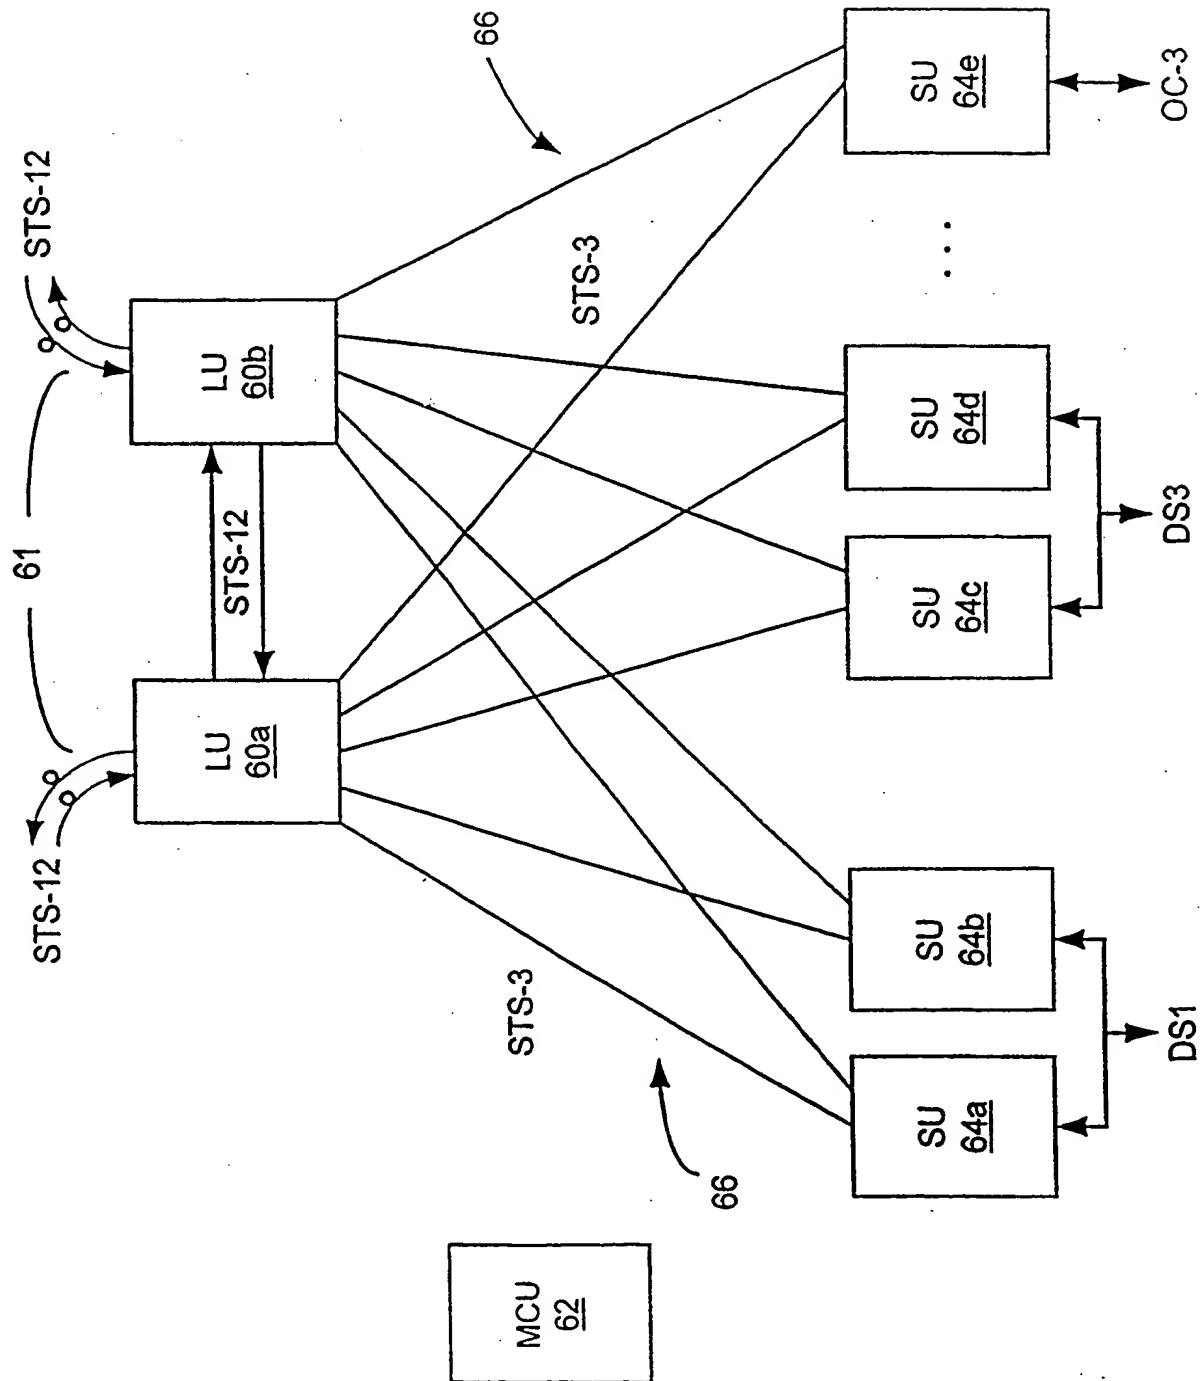 61
STS-12
STS-12
LU
60a
STS-12
LU
60b
66
STS-3
STS-3
66
MCU
62
SU
64a
SU
64b
SU
64c
SU
64d
...
SU
64e
DS1
DS3
OC-3